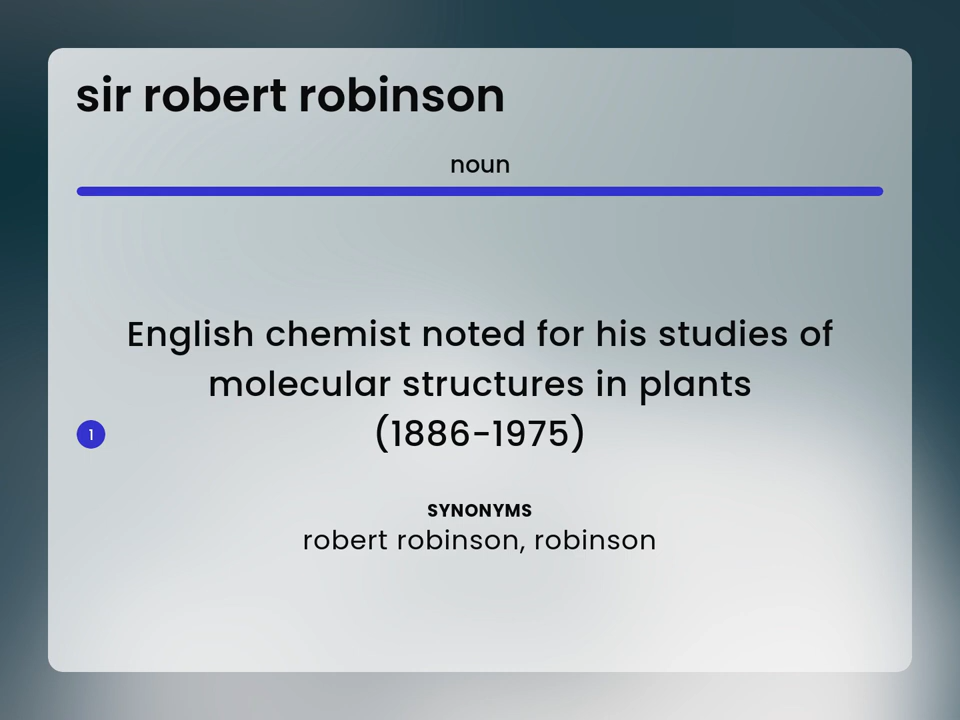 sir robert robinson
noun
English chemist noted for his studies of
molecular structures in plants
(1886-1975)
1
SYNONYMS
robert robinson, robinson